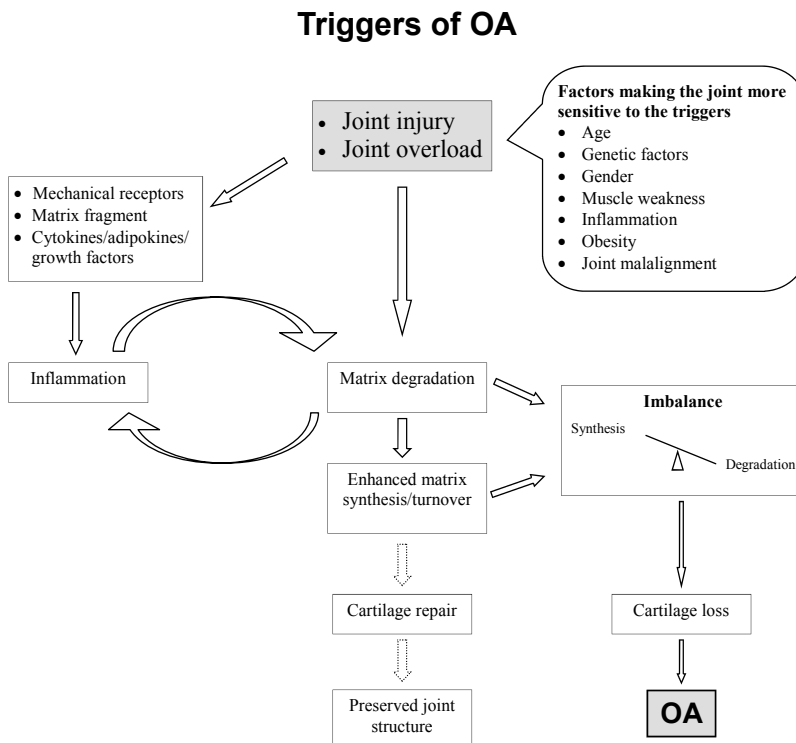 Triggers of OA
• Joint injury
• Joint overload
Factors making the joint more
sensitive to the triggers
• Age
• Genetic factors
• Gender
• Muscle weakness
• Inflammation
• Obesity
• Joint malalignment
• Mechanical receptors
• Matrix fragment
• Cytokines/adipokines/
growth factors
Inflammation
Matrix degradation
Imbalance
Synthesis
Degradation
Enhanced matrix
synthesis/turnover
Cartilage repair
Cartilage loss
Preserved joint
structure
OA